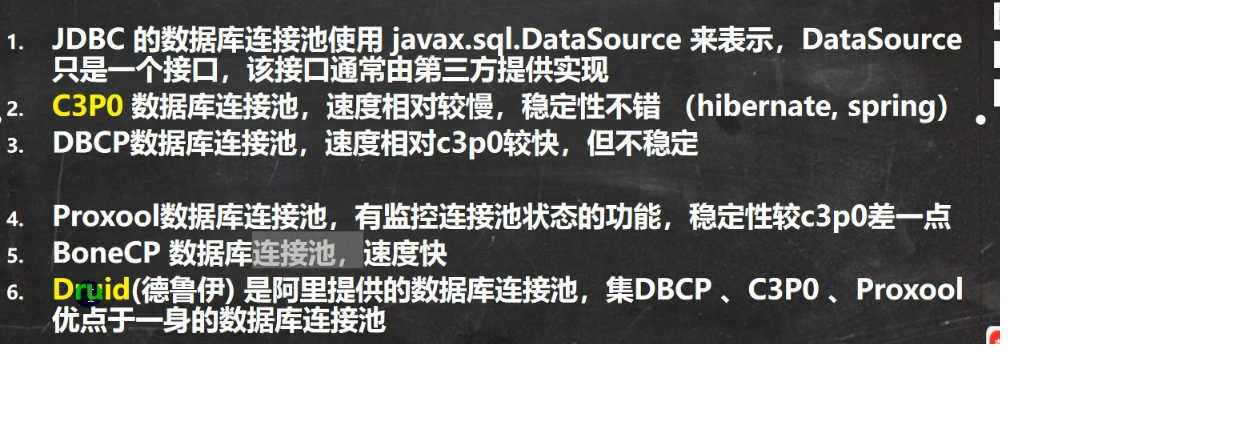 1. JDBC 的数据库连接池使用 javax.sql.DataSource 来表示，DataSource
只是一个接口，该接口通常由第三方提供实现
2. C3P0 数据库连接池，速度相对较慢，稳定性不错 （hibernate, spring）
3. DBCP数据库连接池，速度相对c3p0较快，但不稳定
4. Proxool数据库连接池，有监控连接池状态的功能，稳定性较c3p0差一点
5. BoneCP 数据库连接池，速度快
6. Druid(德鲁伊) 是阿里提供的数据库连接池，集DBCP 、C3P0 、Proxool
优点于一身的数据库连接池